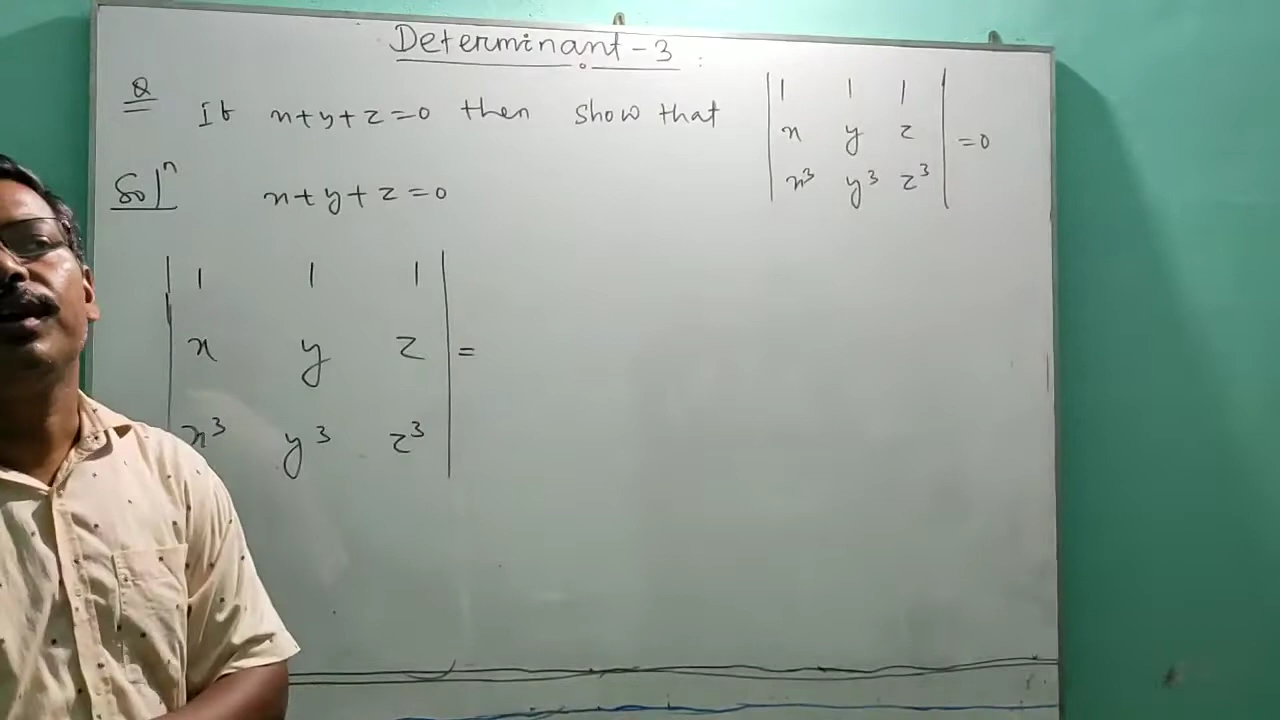 Determinant - 3 :
Q If x+y+z=0 then show that
| 1 1 1 |
| x y z | =0
| x³ y³ z³ |
Solⁿ x+y+z=0
| 1 1 1 |
| x y z | =
| x³ y³ z³ |